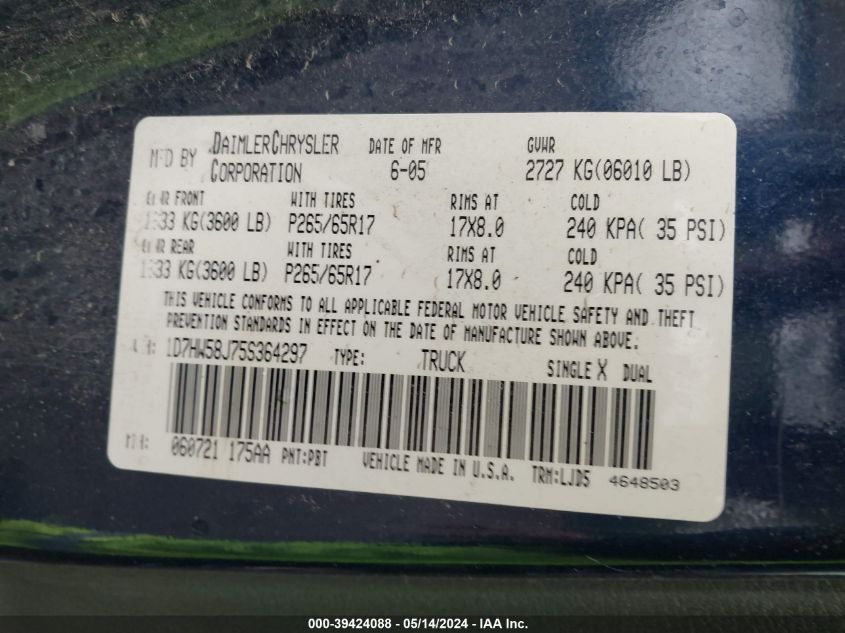 MFD BY DAIMLERCHRYSLER CORPORATION DATE OF MFR 6-05 GVWR 2727 KG(06010 LB)
FRONT WITH TIRES RIMS AT COLD
KG(3600 LB) P265/65R17 17X8.0 240 KPA( 35 PSI)
REAR WITH TIRES RIMS AT COLD
KG(3600 LB) P265/65R17 17X8.0 240 KPA( 35 PSI)
THIS VEHICLE CONFORMS TO ALL APPLICABLE FEDERAL MOTOR VEHICLE SAFETY AND THEFT
PREVENTION STANDARDS IN EFFECT ON THE DATE OF MANUFACTURE SHOWN ABOVE.
1D7HW58J75S364297 TYPE: TRUCK SINGLE X DUAL
060721 175AA PNT:PBT VEHICLE MADE IN U.S.A. TRM:LJD5 4648503
000-39424088 - 05/14/2024 - IAA Inc.